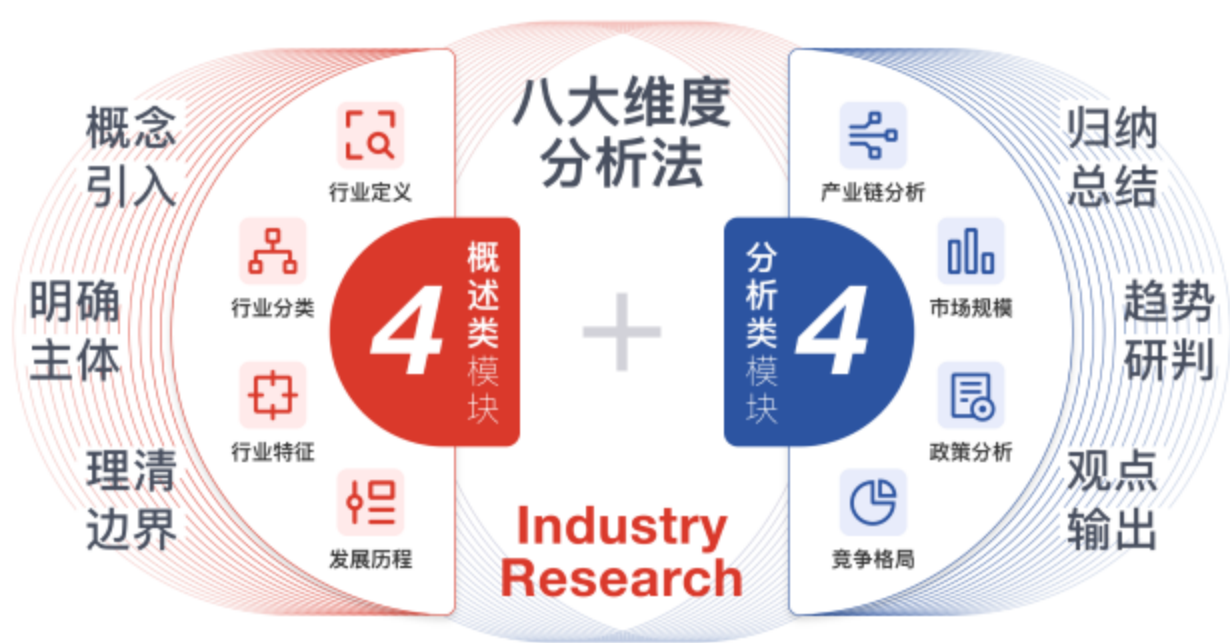 概念
引入
明确
主体
理清
边界
行业定义
行业分类
行业特征
发展历程
4
概述类模块
八大维度
分析法
Industry
Research
分析类模块
4
产业链分析
市场规模
政策分析
竞争格局
归纳
总结
趋势
研判
观点
输出